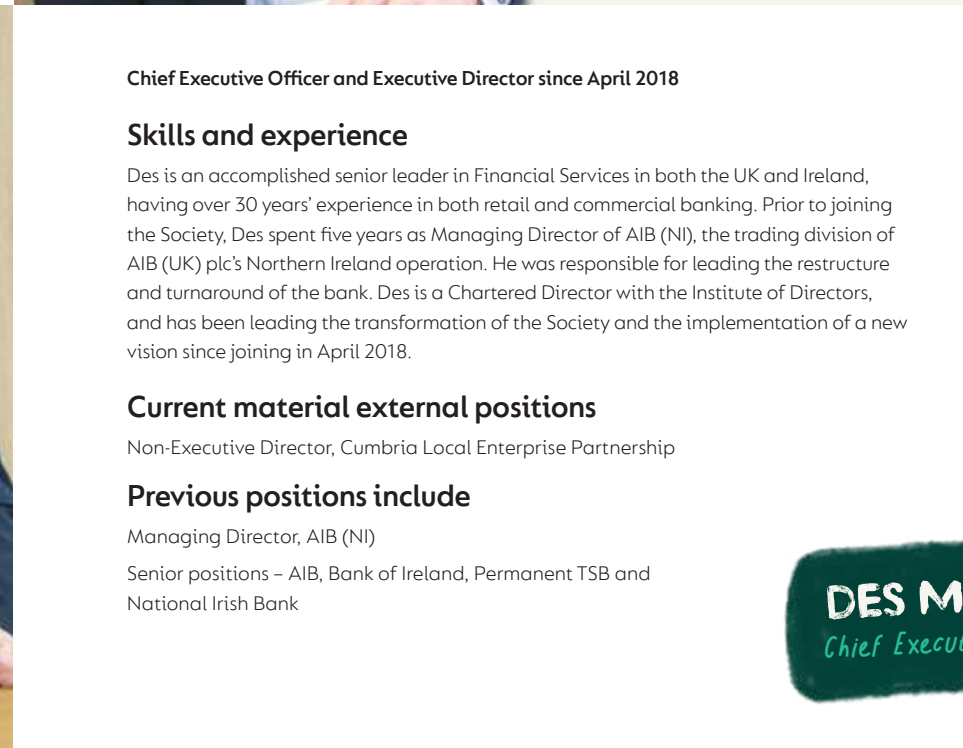 Chief Executive Officer and Executive Director since April 2018
Skills and experience
Des is an accomplished senior leader in Financial Services in both the UK and Ireland,
having over 30 years’ experience in both retail and commercial banking. Prior to joining
the Society, Des spent five years as Managing Director of AIB (NI), the trading division of
AIB (UK) plc’s Northern Ireland operation. He was responsible for leading the restructure
and turnaround of the bank. Des is a Chartered Director with the Institute of Directors,
and has been leading the transformation of the Society and the implementation of a new
vision since joining in April 2018.
Current material external positions
Non-Executive Director, Cumbria Local Enterprise Partnership
Previous positions include
Managing Director, AIB (NI)
Senior positions – AIB, Bank of Ireland, Permanent TSB and
National Irish Bank
DES
Chief